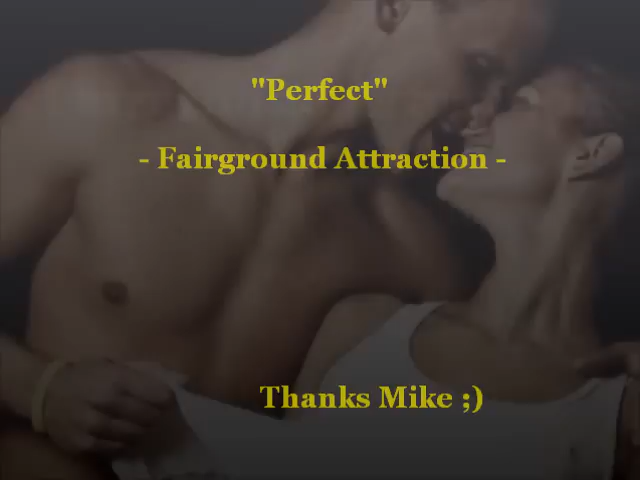 "Perfect"
- Fairground Attraction -
Thanks Mike ;)